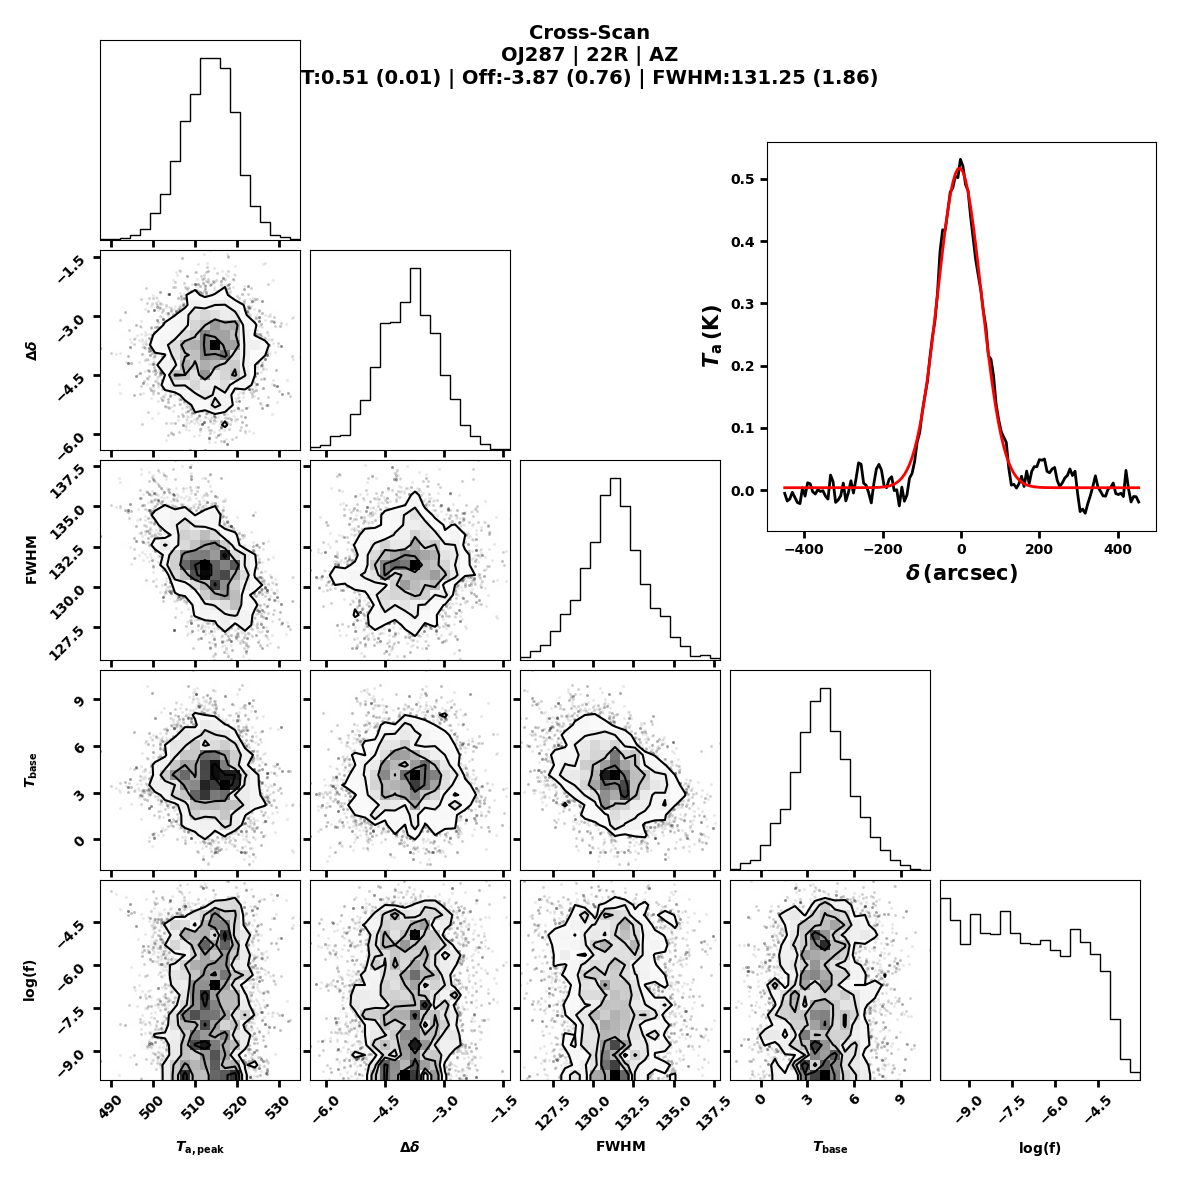 Cross-Scan
OJ287 | 22R | AZ
T:0.51 (0.01) | Off:-3.87 (0.76) | FWHM:131.25 (1.86)
0.5
0.4
0.3
0.2
0.1
0.0
T_a (K)
−400 −200 0 200 400
δ (arcsec)
−1.5
−3.0
−4.5
−6.0
Δδ
137.5
135.0
132.5
130.0
127.5
FWHM
9
6
3
0
T_base
−4.5
−6.0
−7.5
−9.0
log(f)
490 500 510 520 530
−6.0 −4.5 −3.0 −1.5
127.5 130.0 132.5 135.0 137.5
0 3 6 9
−9.0 −7.5 −6.0 −4.5
T_a,peak Δδ FWHM T_base log(f)